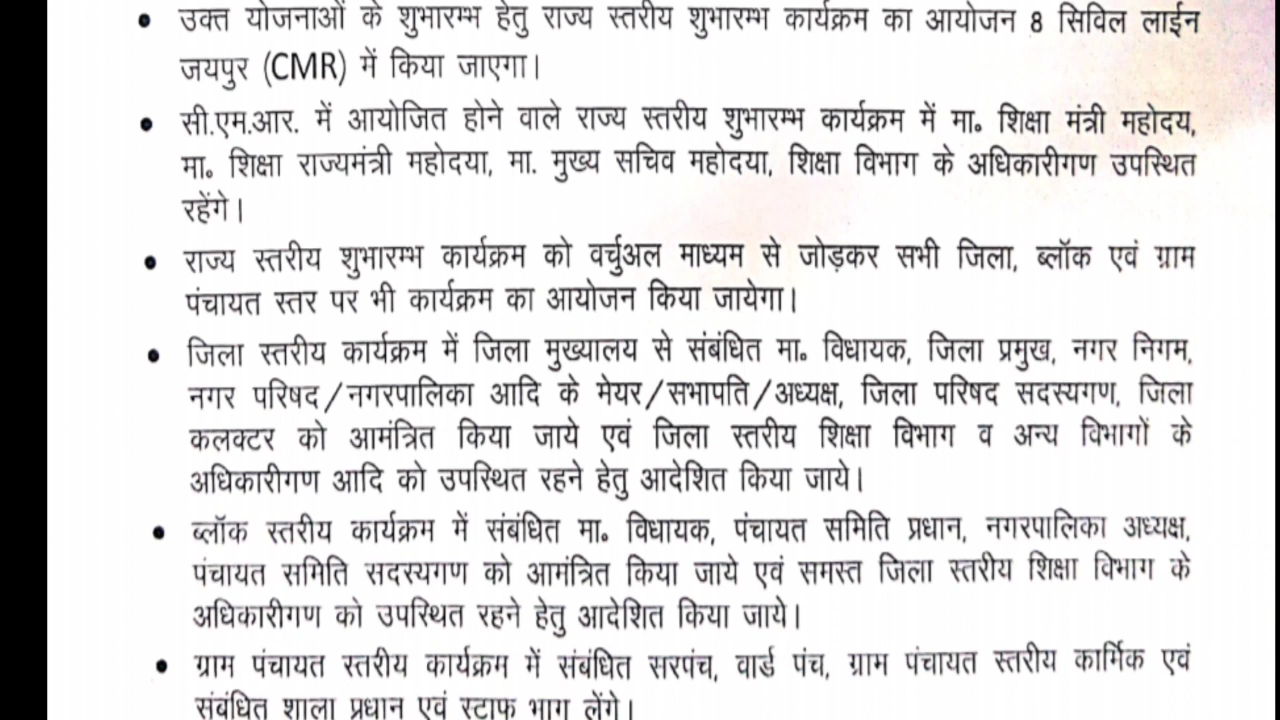 • उक्त योजनाओं के शुभारम्भ हेतु राज्य स्तरीय शुभारम्भ कार्यक्रम का आयोजन 8 सिविल लाईन
जयपुर (CMR) में किया जाएगा।
• सी.एम.आर. में आयोजित होने वाले राज्य स्तरीय शुभारम्भ कार्यक्रम में मा० शिक्षा मंत्री महोदय,
मा० शिक्षा राज्यमंत्री महोदया, मा. मुख्य सचिव महोदया, शिक्षा विभाग के अधिकारीगण उपस्थित
रहेंगे।
• राज्य स्तरीय शुभारम्भ कार्यक्रम को वर्चुअल माध्यम से जोड़कर सभी जिला, ब्लॉक एवं ग्राम
पंचायत स्तर पर भी कार्यक्रम का आयोजन किया जायेगा।
• जिला स्तरीय कार्यक्रम में जिला मुख्यालय से संबंधित मा० विधायक, जिला प्रमुख, नगर निगम,
नगर परिषद/नगरपालिका आदि के मेयर/सभापति/अध्यक्ष, जिला परिषद सदस्यगण, जिला
कलक्टर को आमंत्रित किया जाये एवं जिला स्तरीय शिक्षा विभाग व अन्य विभागों के
अधिकारीगण आदि को उपस्थित रहने हेतु आदेशित किया जाये।
• ब्लॉक स्तरीय कार्यक्रम में संबंधित मा० विधायक, पंचायत समिति प्रधान, नगरपालिका अध्यक्ष,
पंचायत समिति सदस्यगण को आमंत्रित किया जाये एवं समस्त जिला स्तरीय शिक्षा विभाग के
अधिकारीगण को उपस्थित रहने हेतु आदेशित किया जाये।
• ग्राम पंचायत स्तरीय कार्यक्रम में संबंधित सरपंच, वार्ड पंच, ग्राम पंचायत स्तरीय कार्मिक एवं
संबंधित शाला प्रधान एवं स्टाफ भाग लेंगे।